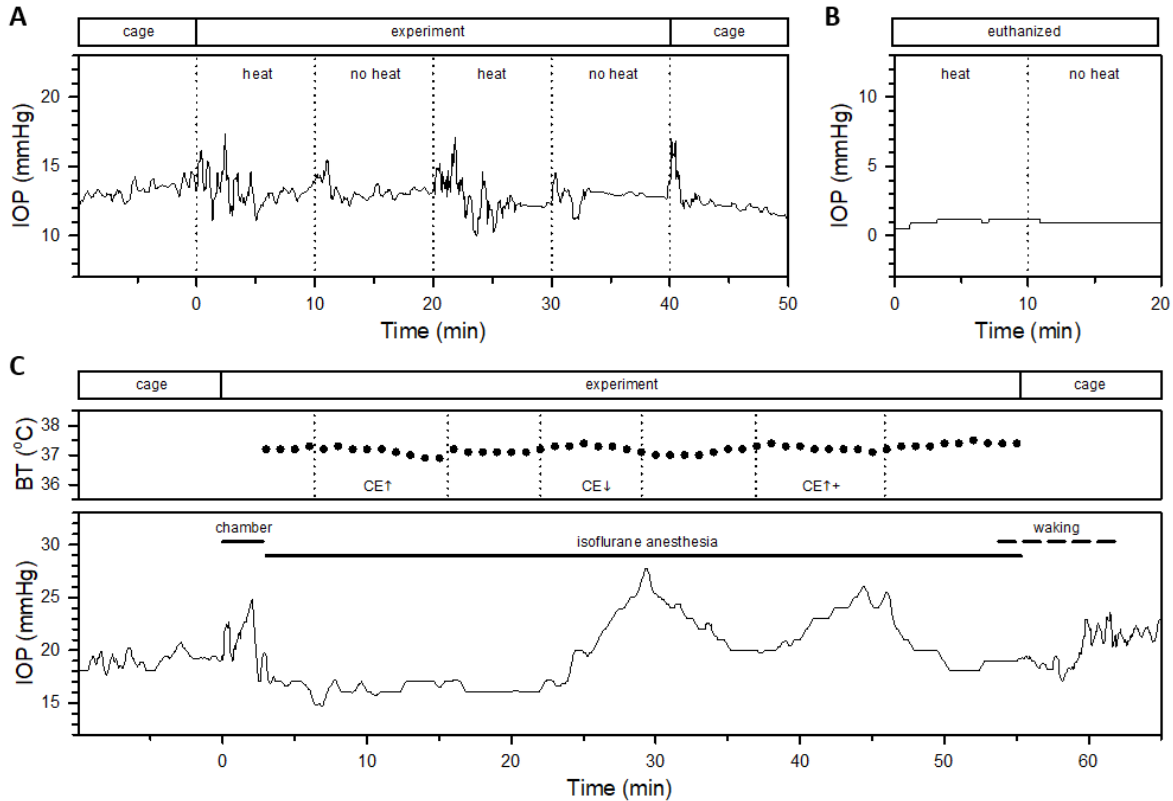 A
cage experiment cage
heat no heat heat no heat
IOP (mmHg)
20
15
10
0 10 20 30 40 50
Time (min)
B
euthanized
heat no heat
IOP (mmHg)
10
5
0
0 10 20
Time (min)
C
cage experiment cage
BT (⁰C)
38
37
36
CE↑ CE↓ CE↑+
chamber isoflurane anesthesia waking
IOP (mmHg)
30
25
20
15
0 10 20 30 40 50 60
Time (min)